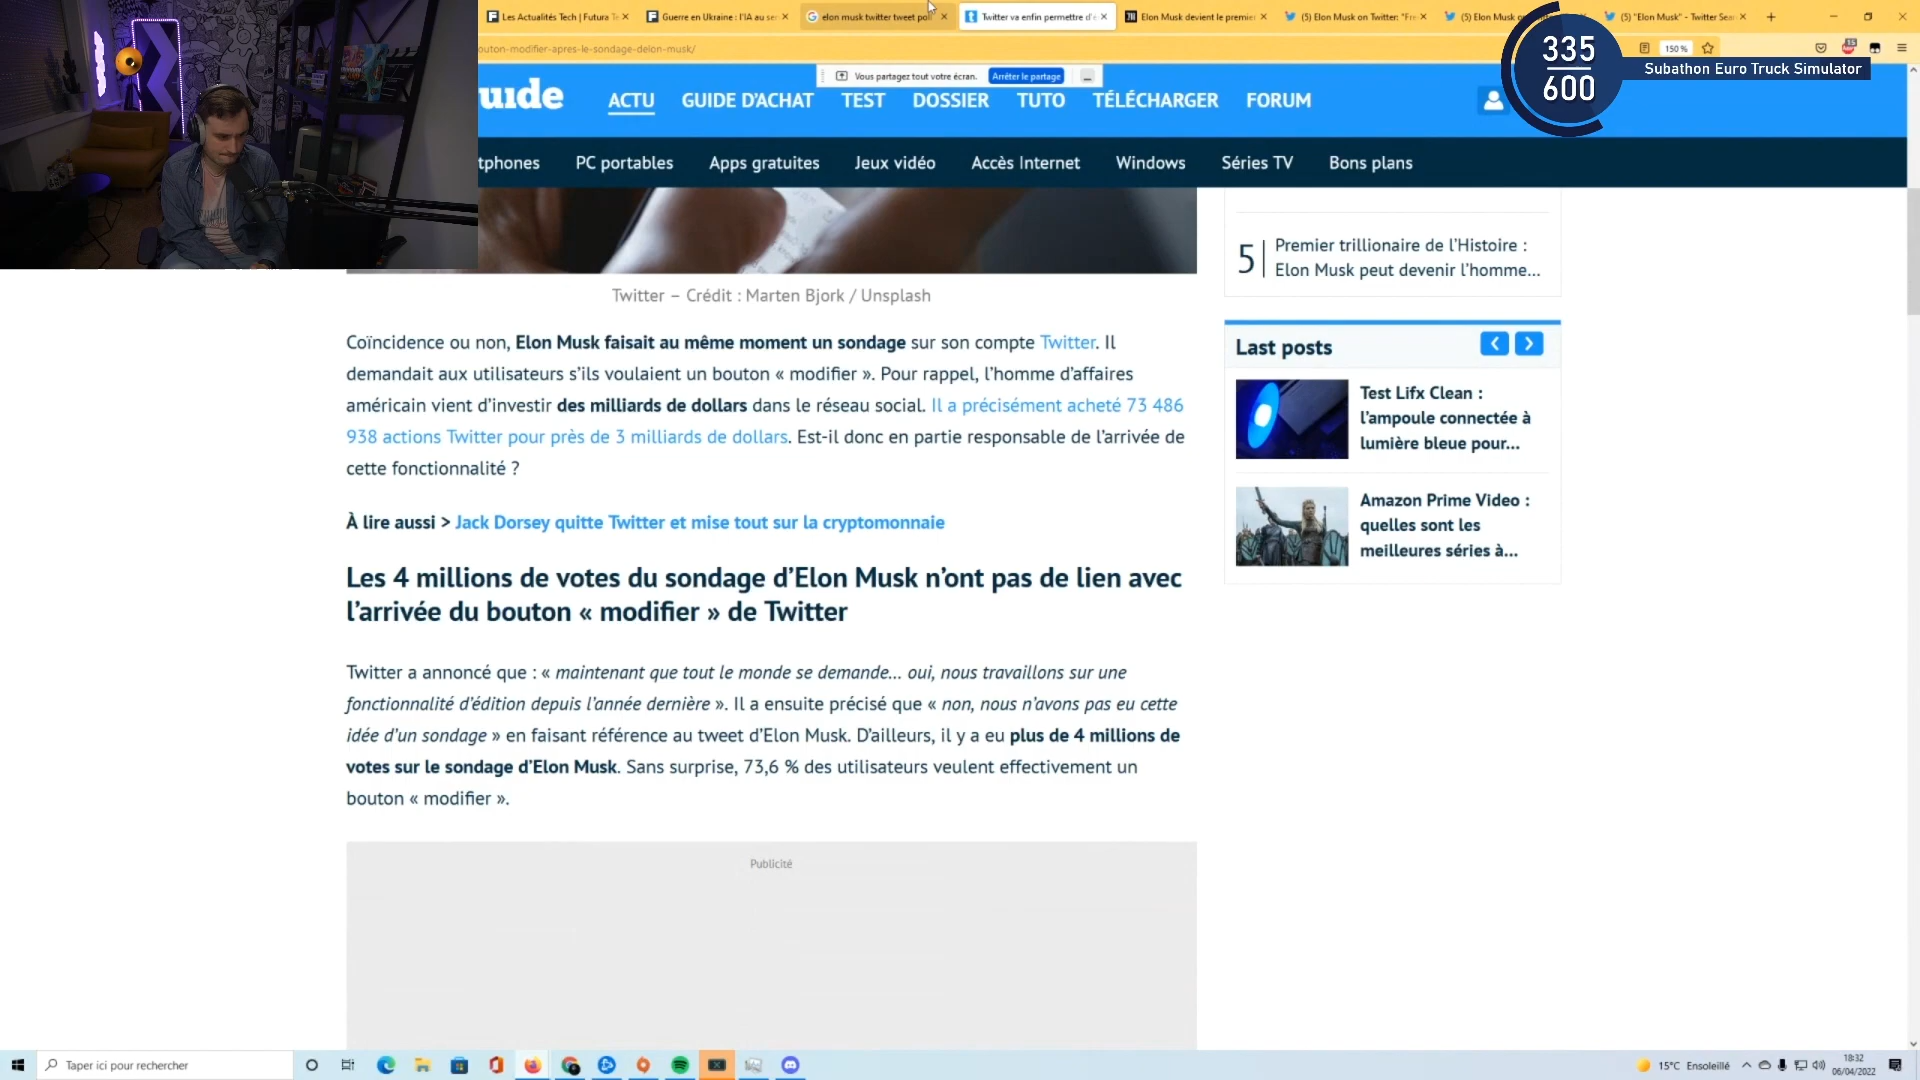 Les Actualités Tech | Futura T
Guerre en Ukraine : l'IA au ser
elon musk twitter tweet poll
Twitter va enfin permettre d'é
Elon Musk devient le premier
(5) Elon Musk on Twitter: "Fre
(5) Elon Musk
(5) "Elon Musk" - Twitter Sea
outon-modifier-apres-le-sondage-delon-musk/
150 %
15
335
600
Subathon Euro Truck Simulator
Vous partagez tout votre écran.
Arrêter le partage
uide
ACTU
GUIDE D'ACHAT
TEST
DOSSIER
TUTO
TÉLÉCHARGER
FORUM
tphones
PC portables
Apps gratuites
Jeux vidéo
Accès Internet
Windows
Séries TV
Bons plans
Twitter – Crédit : Marten Bjork / Unsplash
Coïncidence ou non, Elon Musk faisait au même moment un sondage sur son compte Twitter. Il
demandait aux utilisateurs s'ils voulaient un bouton « modifier ». Pour rappel, l'homme d'affaires
américain vient d'investir des milliards de dollars dans le réseau social. Il a précisément acheté 73 486
938 actions Twitter pour près de 3 milliards de dollars. Est-il donc en partie responsable de l'arrivée de
cette fonctionnalité ?
À lire aussi > Jack Dorsey quitte Twitter et mise tout sur la cryptomonnaie
Les 4 millions de votes du sondage d'Elon Musk n'ont pas de lien avec
l'arrivée du bouton « modifier » de Twitter
Twitter a annoncé que : « maintenant que tout le monde se demande… oui, nous travaillons sur une
fonctionnalité d'édition depuis l'année dernière ». Il a ensuite précisé que « non, nous n'avons pas eu cette
idée d'un sondage » en faisant référence au tweet d'Elon Musk. D'ailleurs, il y a eu plus de 4 millions de
votes sur le sondage d'Elon Musk. Sans surprise, 73,6 % des utilisateurs veulent effectivement un
bouton « modifier ».
Publicité
5
Premier trillionaire de l'Histoire :
Elon Musk peut devenir l'homme...
Last posts
Test Lifx Clean :
l'ampoule connectée à
lumière bleue pour...
Amazon Prime Video :
quelles sont les
meilleures séries à...
Taper ici pour rechercher
15°C Ensoleillé
18:32
06/04/2022